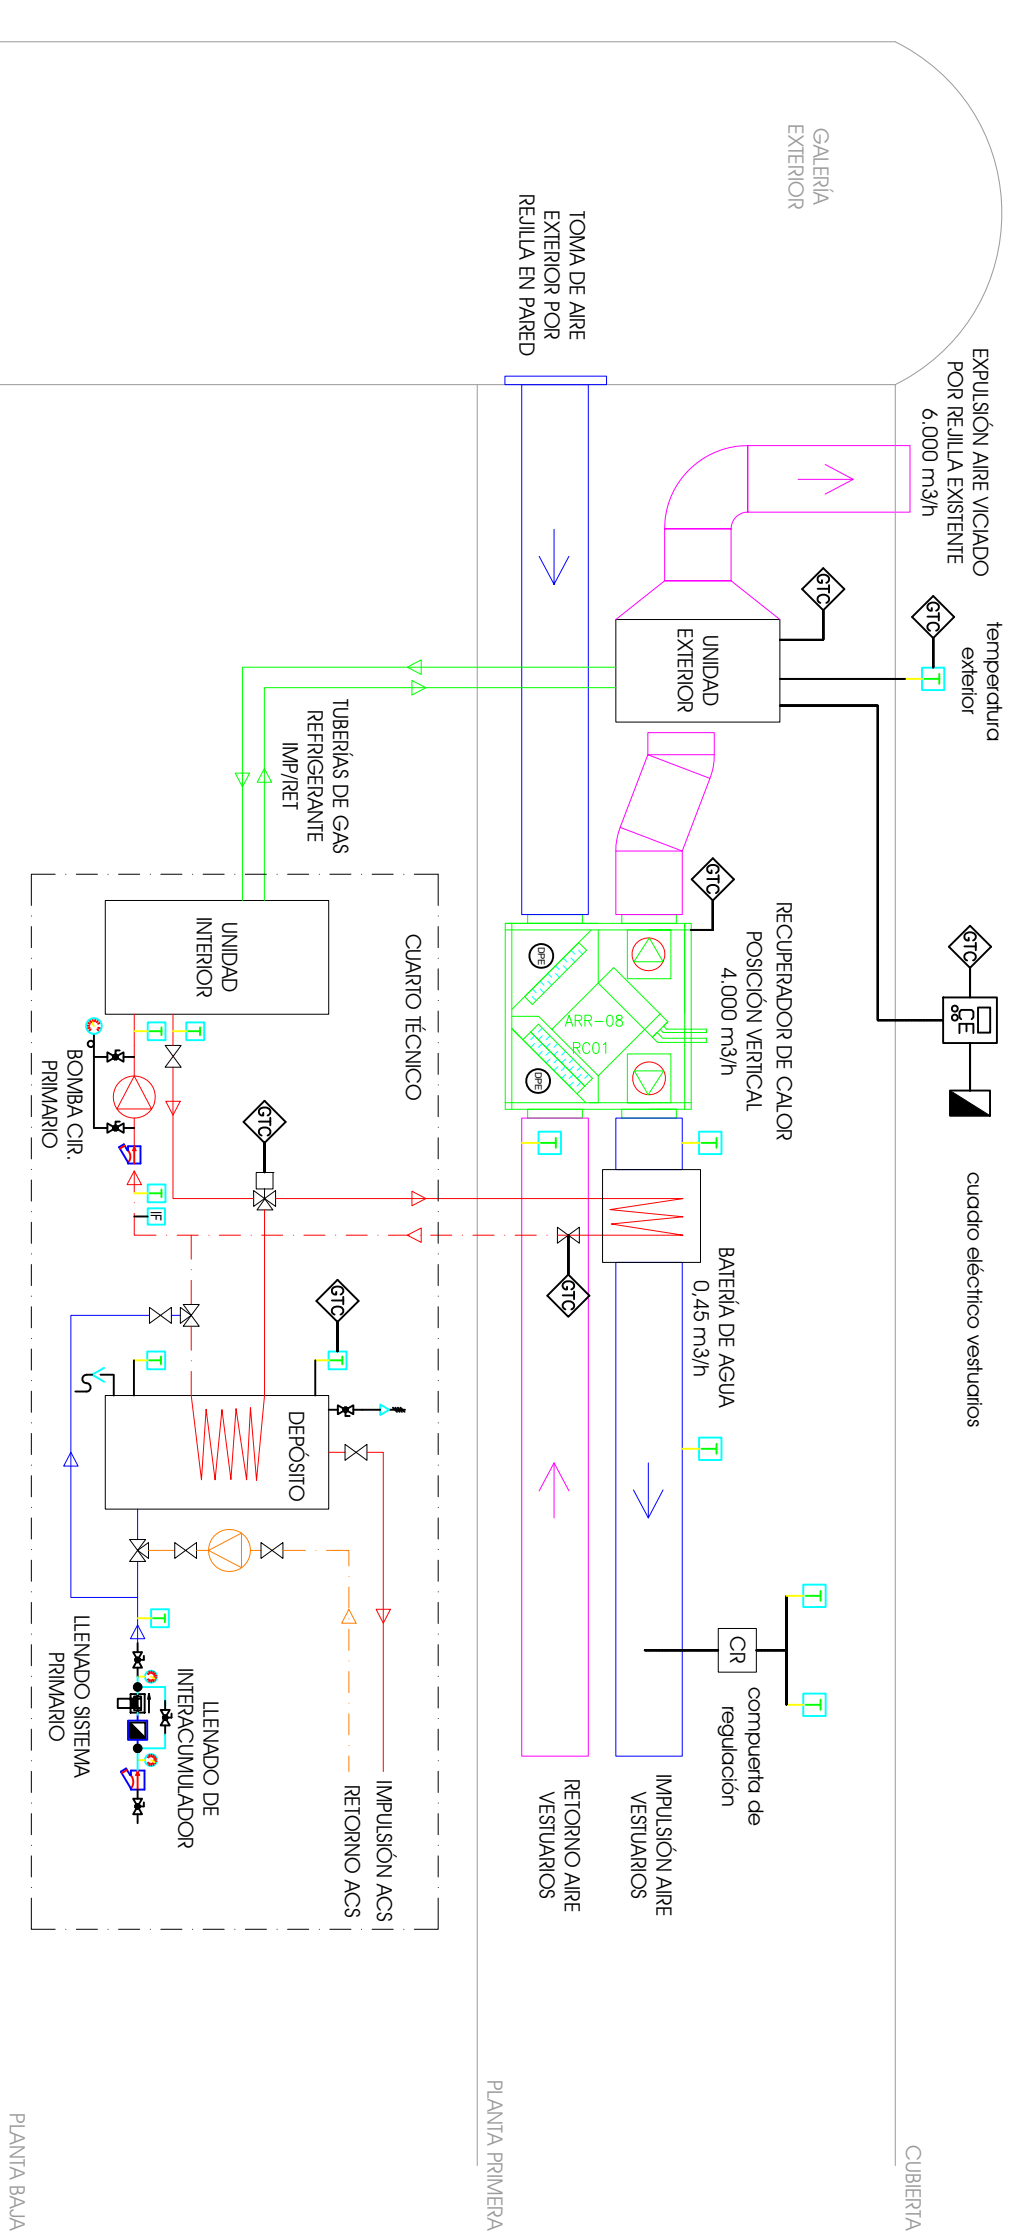 GALERÍA
EXTERIOR
TOMA DE AIRE
EXTERIOR POR
REJILLA EN PARED
EXPULSIÓN AIRE VICIADO
POR REJILLA EXISTENTE
6.000 m3/h
GTC
GTC
T
temperatura
exterior
UNIDAD
EXTERIOR
TUBERÍAS DE GAS
REFRIGERANTE
IMP/RET
GTC
RECUPERADOR DE CALOR
POSICIÓN VERTICAL
4.000 m3/h
GTC
CE
cuadro eléctrico vestuarios
DPE
DPE
ARR-08
RC01
T
T
BATERÍA DE AGUA
0,45 m3/h
GTC
T
T
T
CR
compuerta de
regulación
IMPULSIÓN AIRE
VESTUARIOS
RETORNO AIRE
VESTUARIOS
CUARTO TÉCNICO
UNIDAD
INTERIOR
T
T
BOMBA CIR.
PRIMARIO
T
IF
GTC
GTC
T
T
DEPÓSITO
T
LLENADO DE
INTERACUMULADOR
LLENADO SISTEMA
PRIMARIO
IMPULSIÓN ACS
RETORNO ACS
CUBIERTA
PLANTA PRIMERA
PLANTA BAJA